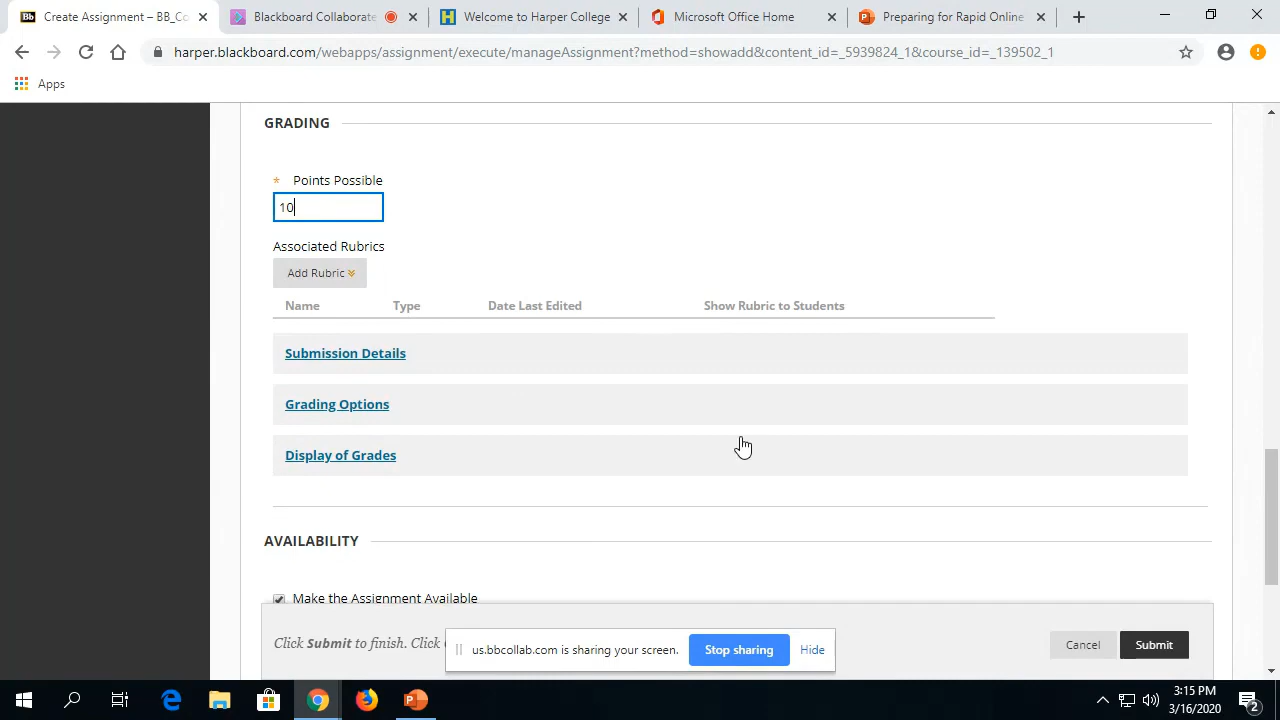 Create Assignment – BB_Co
Blackboard Collaborate
Welcome to Harper College
Microsoft Office Home
Preparing for Rapid Online
harper.blackboard.com/webapps/assignment/execute/manageAssignment?method=showadd&content_id=_5939824_1&course_id=_139502_1
Apps
GRADING
* Points Possible
10
Associated Rubrics
Add Rubric
Name Type Date Last Edited Show Rubric to Students
Submission Details
Grading Options
Display of Grades
AVAILABILITY
Make the Assignment Available
Click Submit to finish. Click
us.bbcollab.com is sharing your screen.
Stop sharing
Hide
Cancel
Submit
3:15 PM
3/16/2020
2